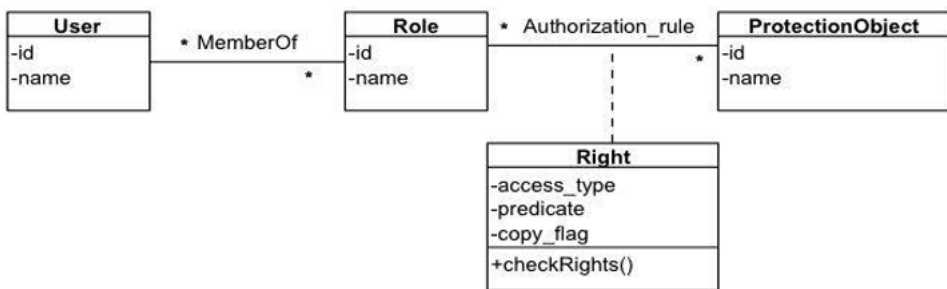 User
-id
-name
* MemberOf
*
Role
-id
-name
* Authorization_rule
*
ProtectionObject
-id
-name
Right
-access_type
-predicate
-copy_flag
+checkRights()